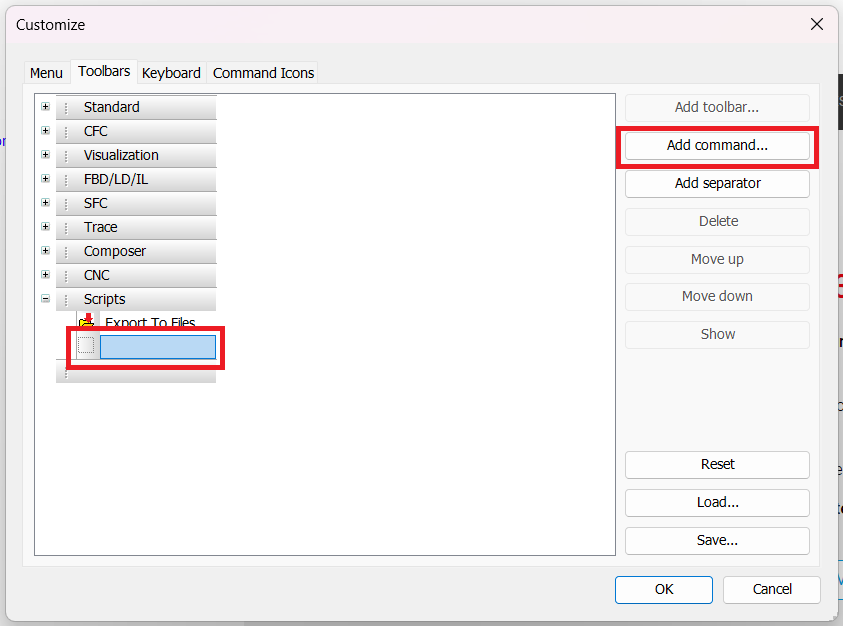 Customize
Menu Toolbars Keyboard Command Icons
Standard
CFC
Visualization
FBD/LD/IL
SFC
Trace
Composer
CNC
Scripts
Export To Files
Add toolbar...
Add command...
Add separator
Delete
Move up
Move down
Show
Reset
Load...
Save...
OK
Cancel